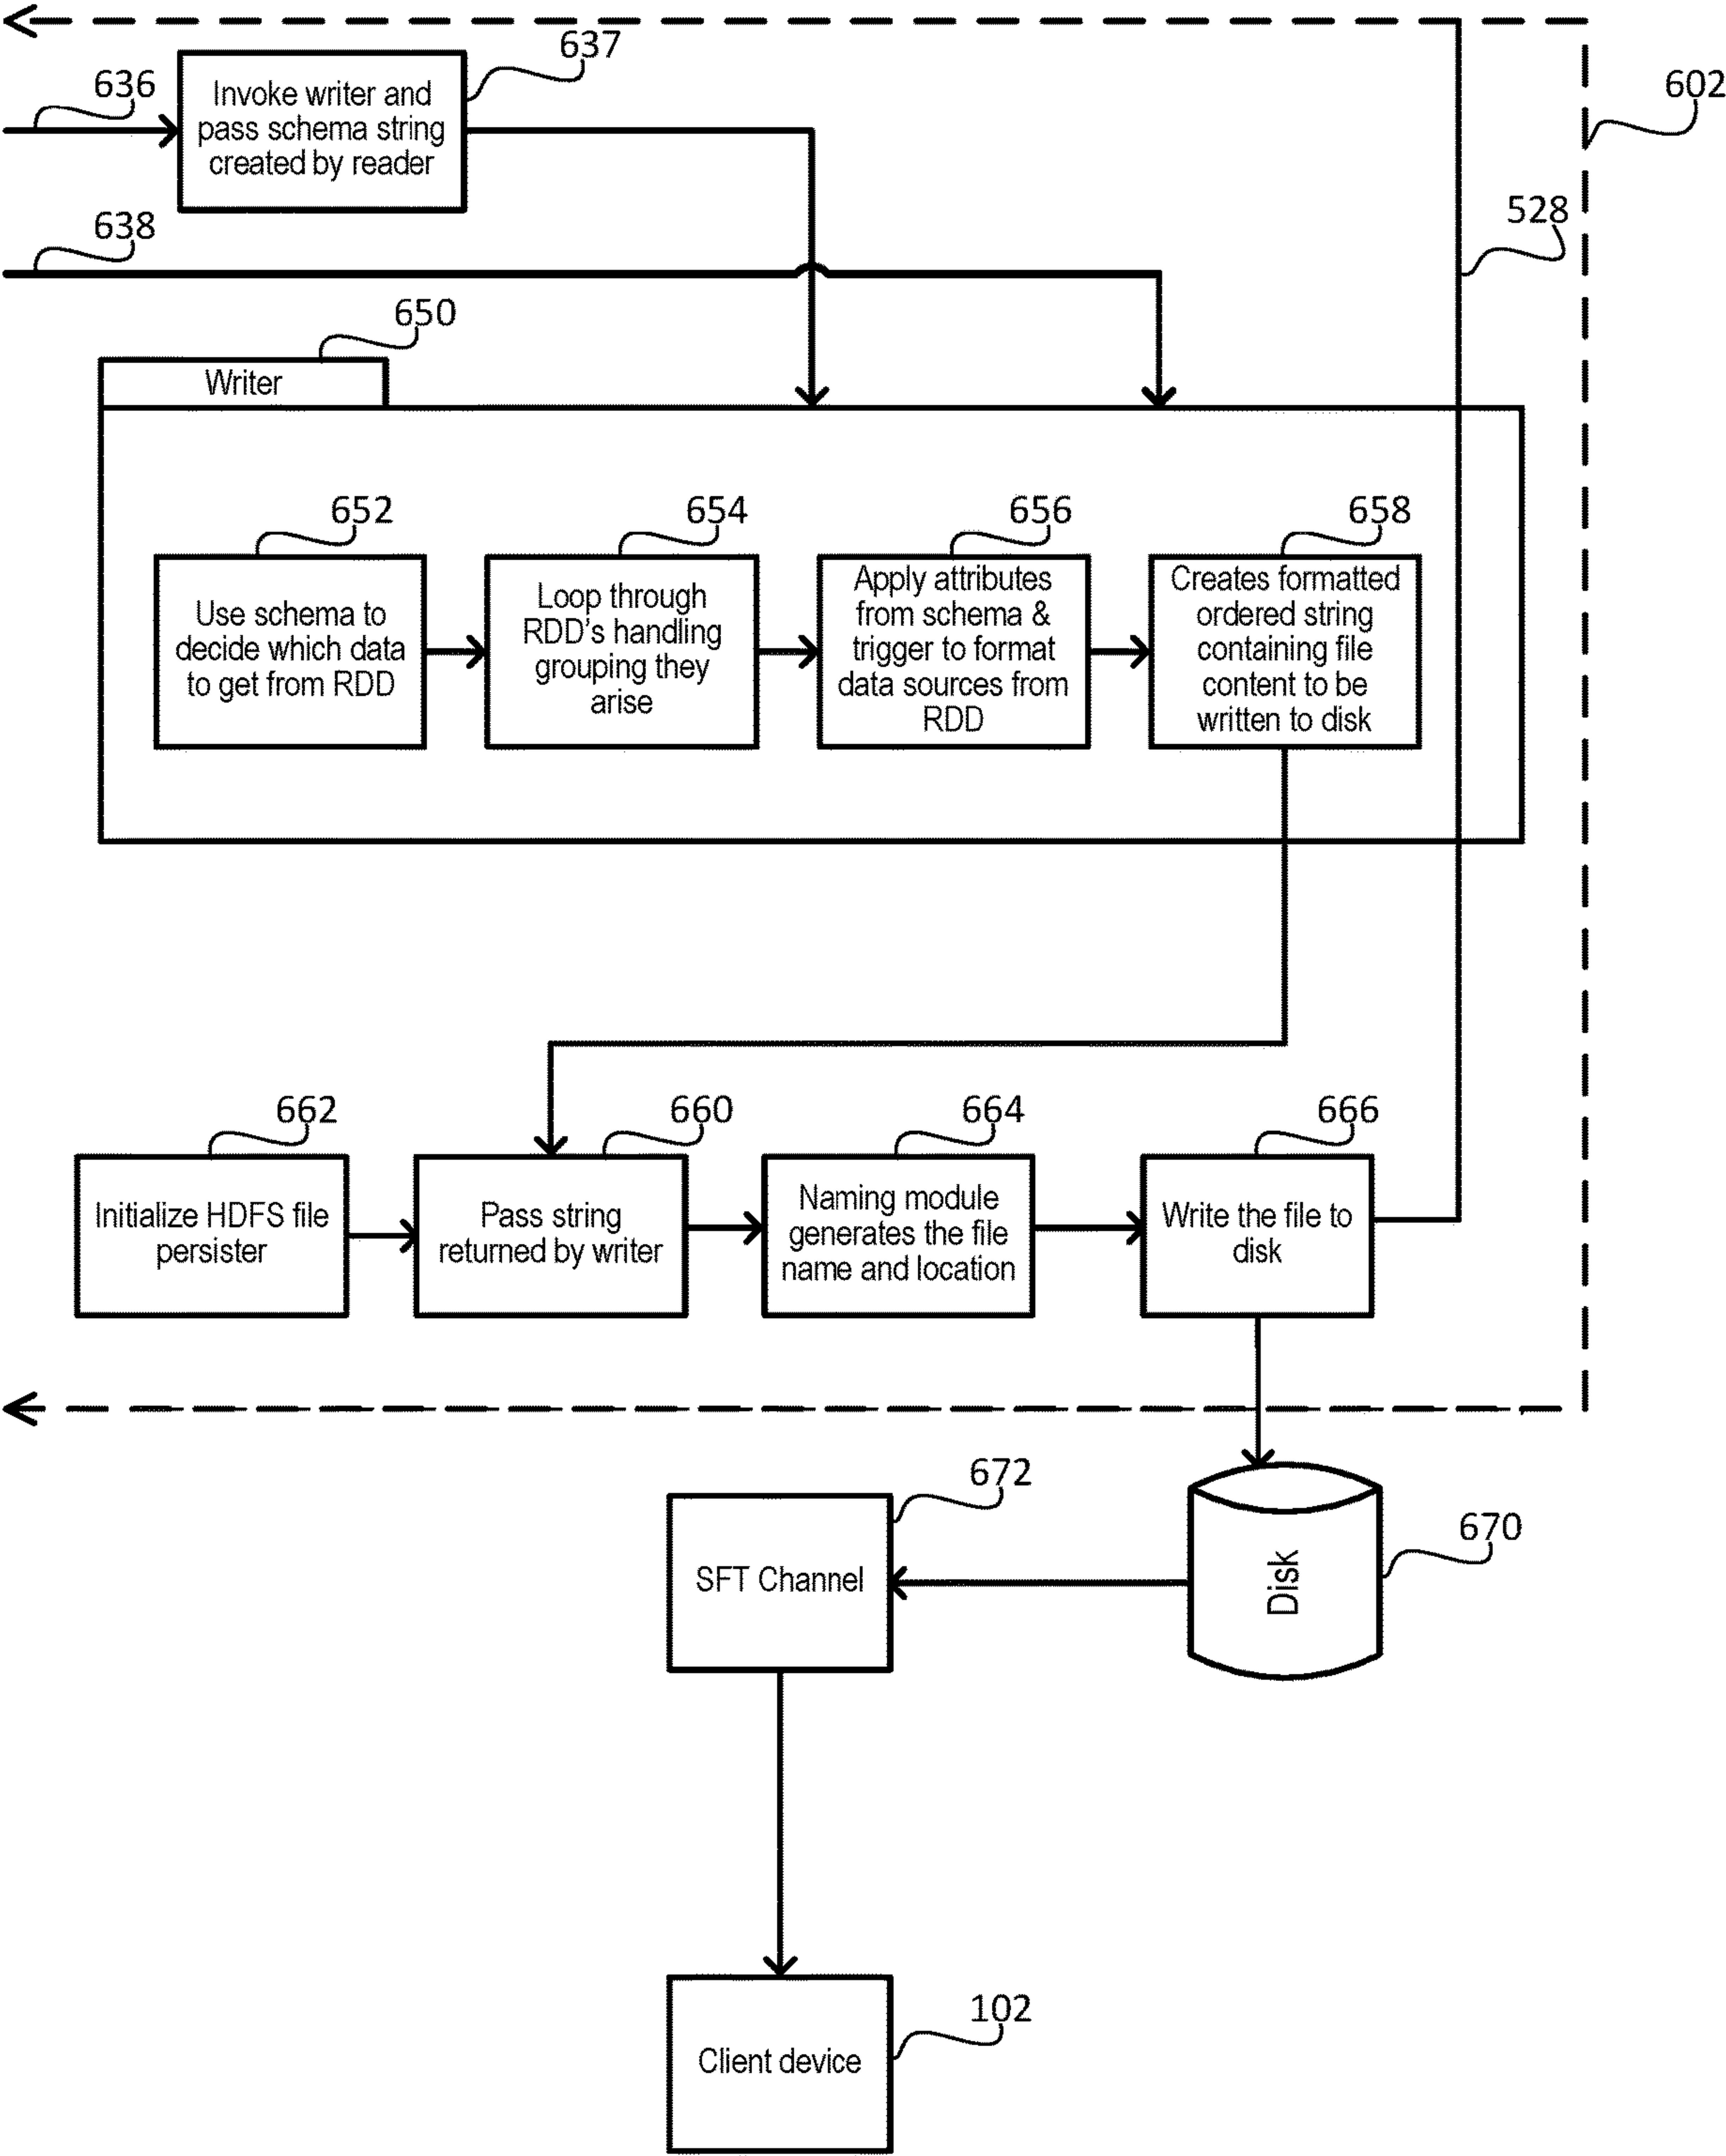 637
636
Invoke writer and
pass schema string
created by reader
602
528
638
650
Writer
652
654
656
658
Use schema to
decide which data
to get from RDD
Loop through
RDD's handling
grouping they
arise
Apply attributes
from schema &
trigger to format
data sources from
RDD
Creates formatted
ordered string
containing file
content to be
written to disk
662
660
664
666
Initialize HDFS file
persister
Pass string
returned by writer
Naming module
generates the file
name and location
Write the file to
disk
672
670
SFT Channel
Disk
102
Client device